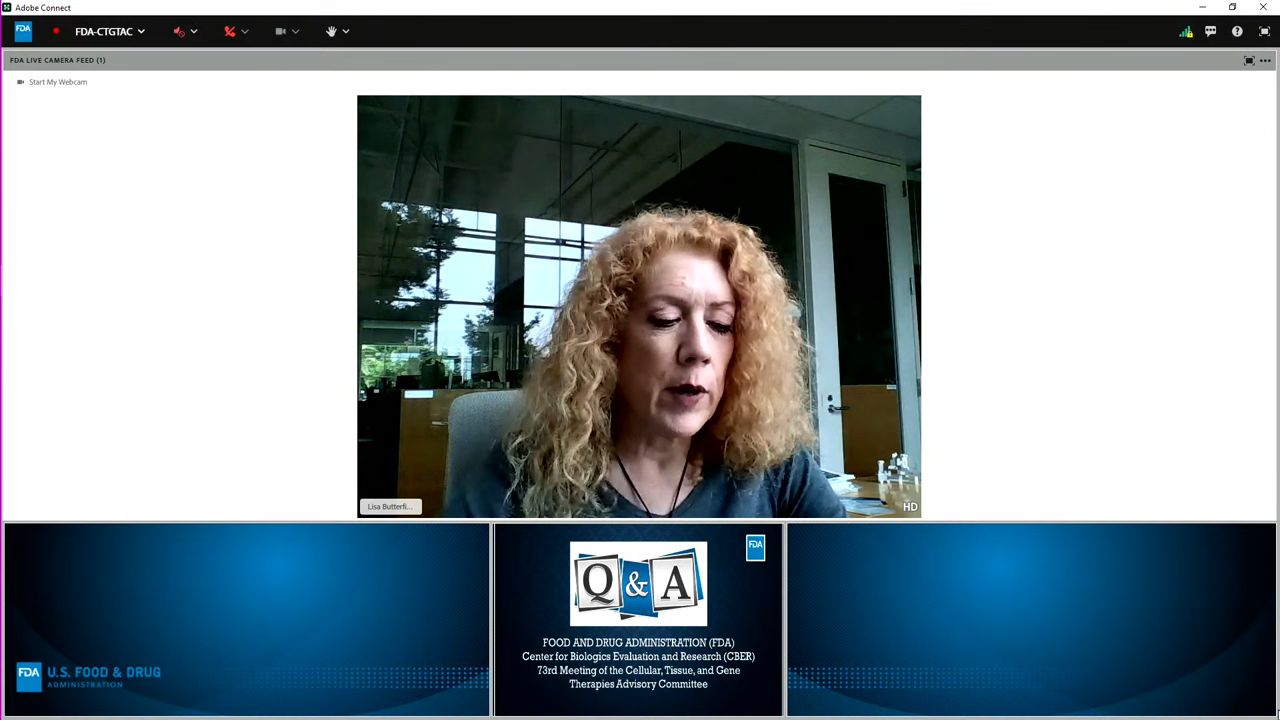 Adobe Connect
FDA
FDA-CTGTAC
FDA LIVE CAMERA FEED (1)
Start My Webcam
Lisa Butterfi...
HD
FDA
Q & A
FOOD AND DRUG ADMINISTRATION (FDA)
Center for Biologics Evaluation and Research (CBER)
73rd Meeting of the Cellular, Tissue, and Gene
Therapies Advisory Committee
FDA U.S. FOOD & DRUG
ADMINISTRATION